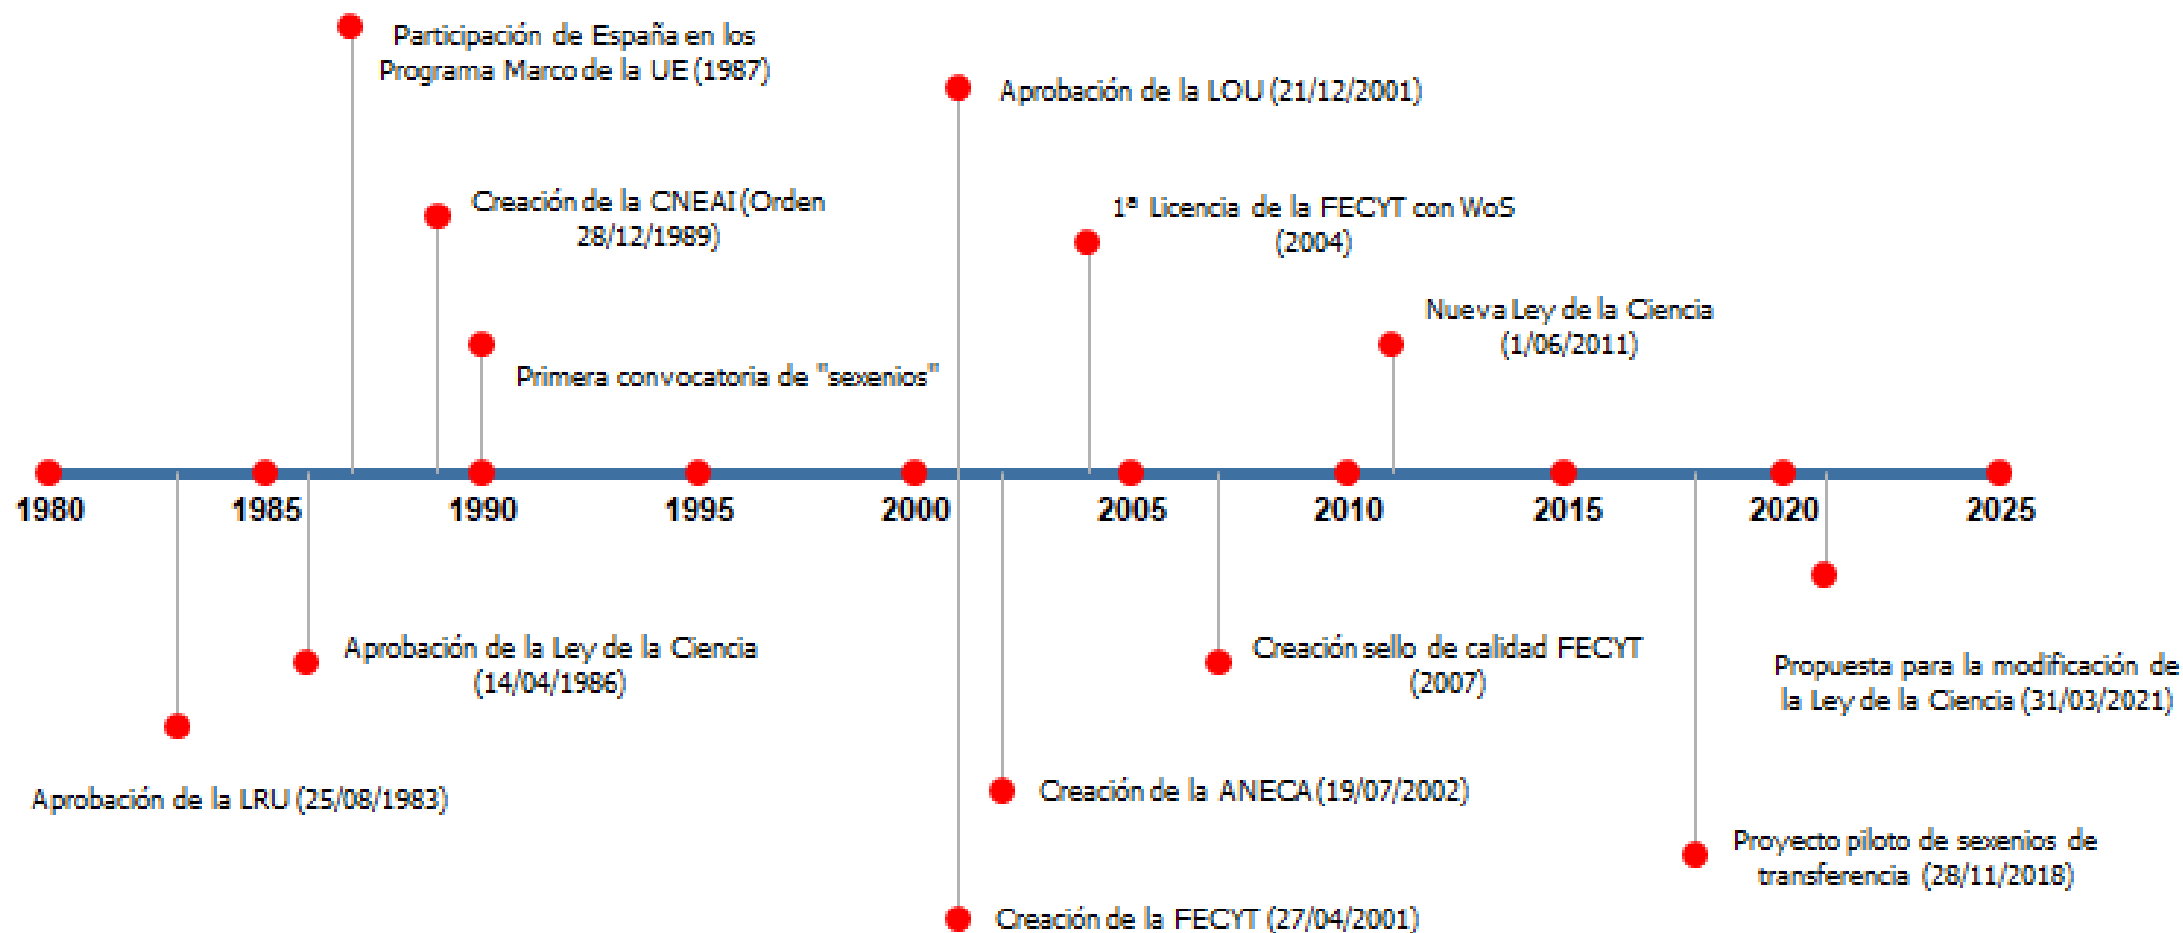 Participación de España en los
Programa Marco de la UE (1987)
Aprobación de la LOU (21/12/2001)
Creación de la CNEAI (Orden
28/12/1989)
1ª Licencia de la FECYT con WoS
(2004)
Nueva Ley de la Ciencia
(1/06/2011)
Primera convocatoria de "sexenios"
1980 1985 1990 1995 2000 2005 2010 2015 2020 2025
Aprobación de la Ley de la Ciencia
(14/04/1986)
Creación sello de calidad FECYT
(2007)
Propuesta para la modificación de
la Ley de la Ciencia (31/03/2021)
Aprobación de la LRU (25/08/1983)
Creación de la ANECA (19/07/2002)
Proyecto piloto de sexenios de
transferencia (28/11/2018)
Creación de la FECYT (27/04/2001)